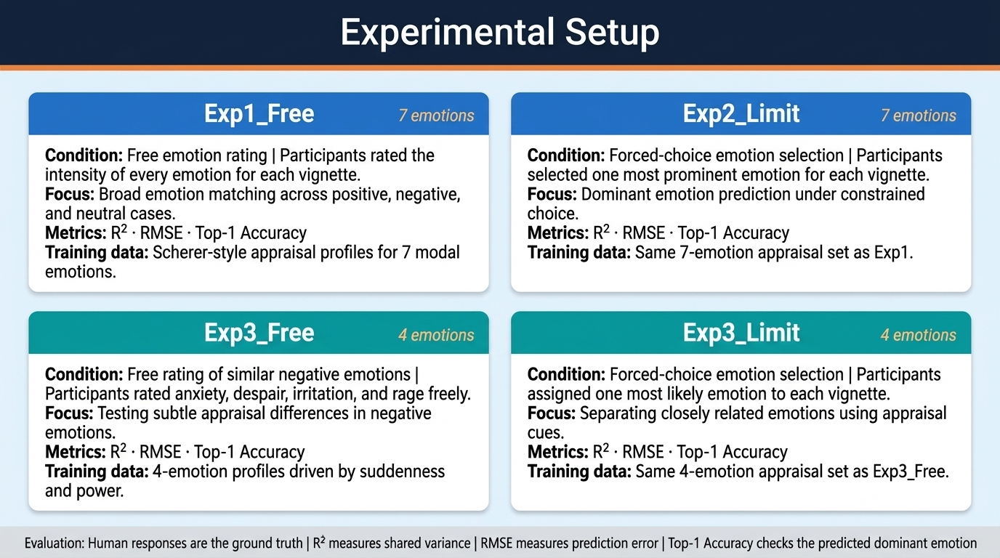 Experimental Setup
Exp1_Free
7 emotions
Condition: Free emotion rating | Participants rated the
intensity of every emotion for each vignette.
Focus: Broad emotion matching across positive, negative,
and neutral cases.
Metrics: R² · RMSE · Top-1 Accuracy
Training data: Scherer-style appraisal profiles for 7 modal
emotions.
Exp2_Limit
7 emotions
Condition: Forced-choice emotion selection | Participants
selected one most prominent emotion for each vignette.
Focus: Dominant emotion prediction under constrained
choice.
Metrics: R² · RMSE · Top-1 Accuracy
Training data: Same 7-emotion appraisal set as Exp1.
Exp3_Free
4 emotions
Condition: Free rating of similar negative emotions |
Participants rated anxiety, despair, irritation, and rage freely.
Focus: Testing subtle appraisal differences in negative
emotions.
Metrics: R² · RMSE · Top-1 Accuracy
Training data: 4-emotion profiles driven by suddenness
and power.
Exp3_Limit
4 emotions
Condition: Forced-choice emotion selection | Participants
assigned one most likely emotion to each vignette.
Focus: Separating closely related emotions using appraisal
cues.
Metrics: R² · RMSE · Top-1 Accuracy
Training data: Same 4-emotion appraisal set as Exp3_Free.
Evaluation: Human responses are the ground truth | R² measures shared variance | RMSE measures prediction error | Top-1 Accuracy checks the predicted dominant emotion